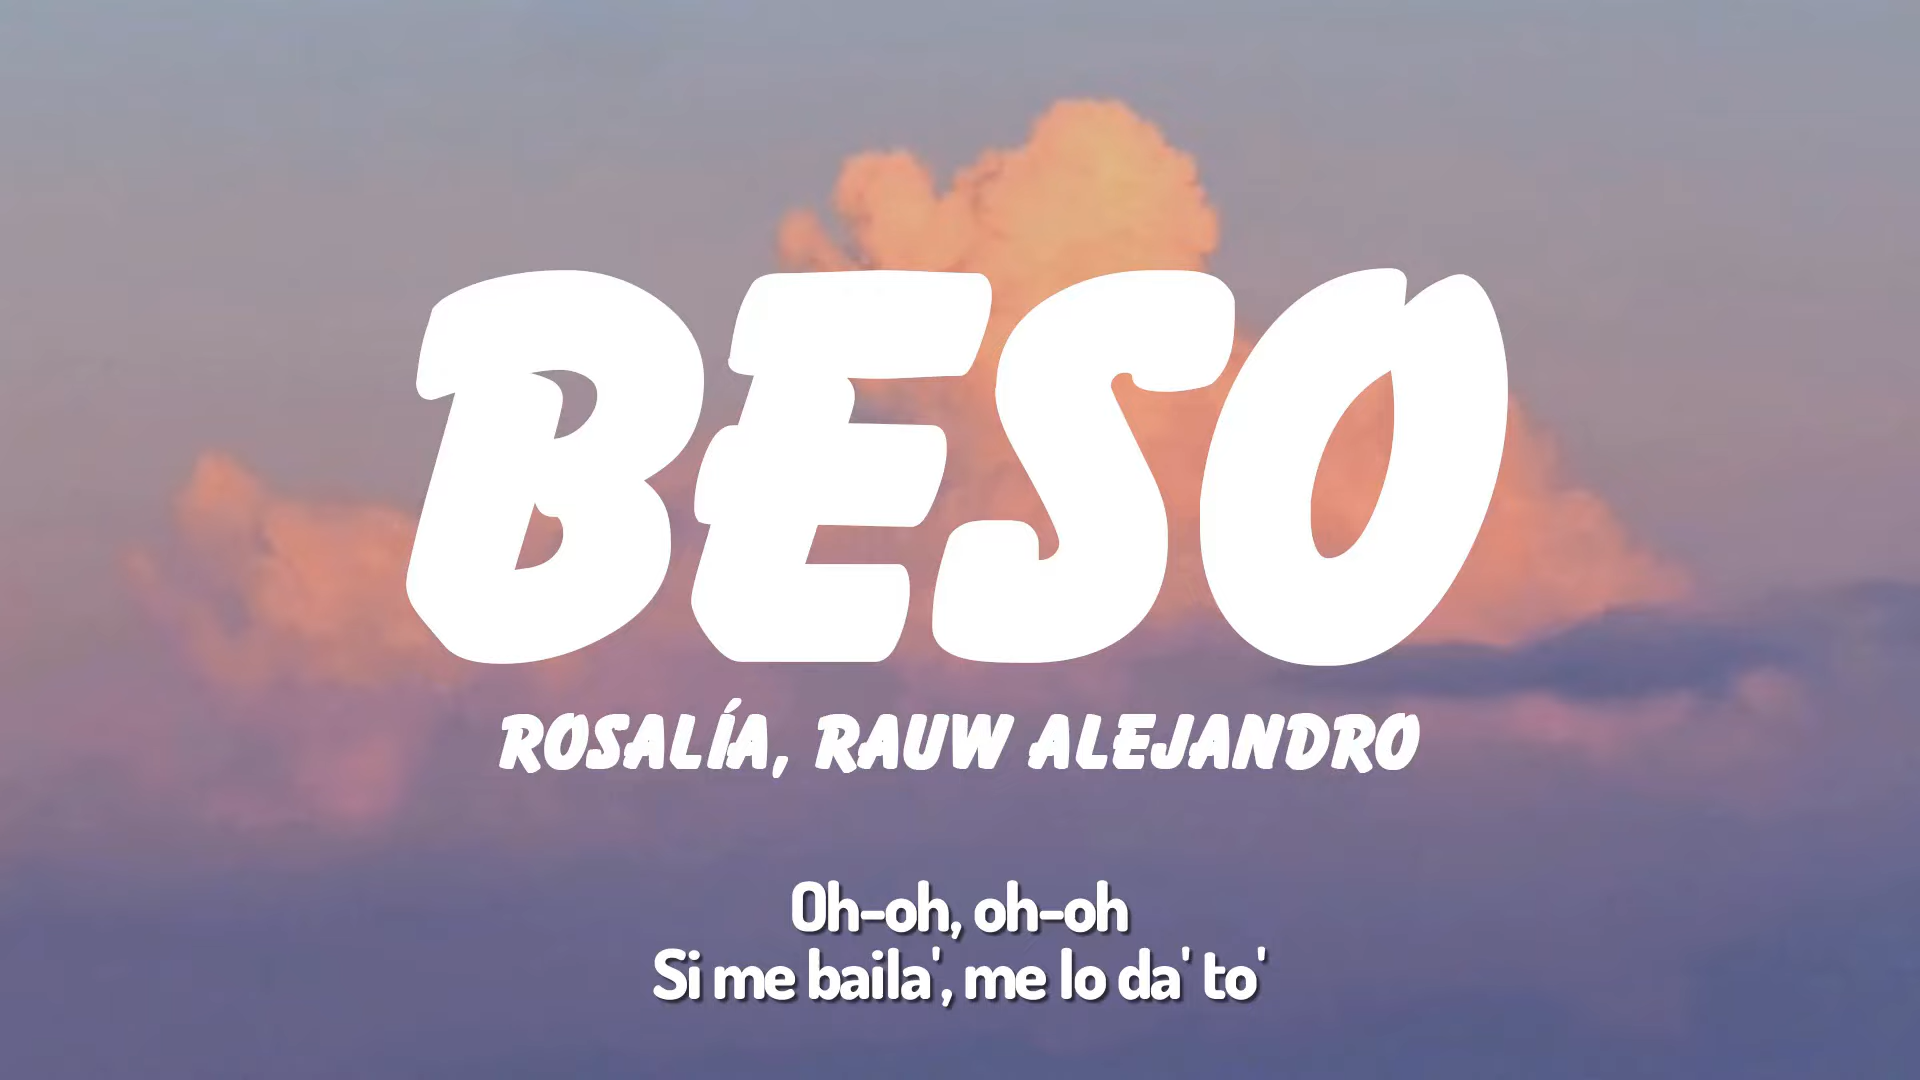 BESO
ROSALÍA, RAUW ALEJANDRO
Oh-oh, oh-oh
Si me baila', me lo da' to'